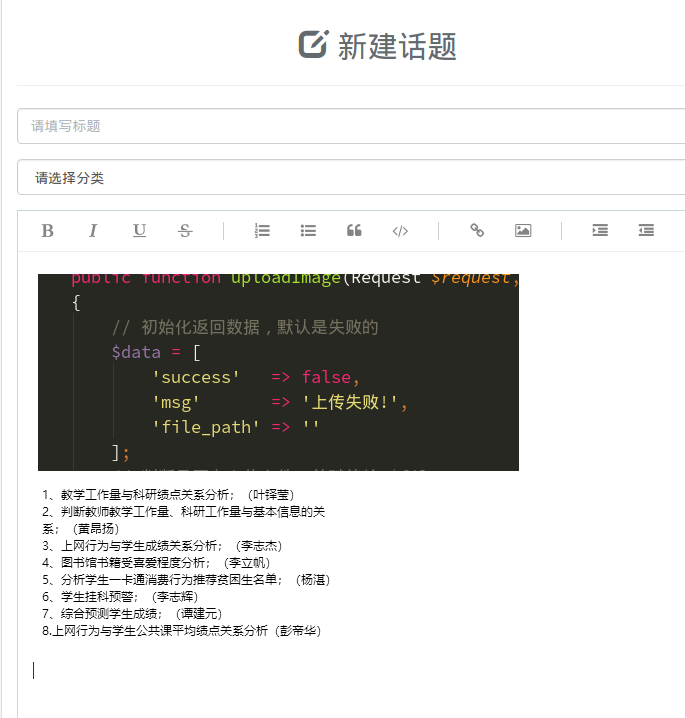 新建话题
请填写标题
请选择分类
B I U S
public function uploadImage(Request $request,
{
// 初始化返回数据，默认是失败的
$data = [
'success' => false,
'msg' => '上传失败!',
'file_path' => ''
];
1、教学工作量与科研绩点关系分析；（叶铎莹）
2、判断教师教学工作量、科研工作量与基本信息的关
系；（黄昂扬）
3、上网行为与学生成绩关系分析；（李志杰）
4、图书馆书籍受喜爱程度分析；（李立帆）
5、分析学生一卡通消费行为推荐贫困生名单；（杨湛）
6、学生挂科预警；（李志辉）
7、综合预测学生成绩；（谭建元）
8.上网行为与学生公共课平均绩点关系分析（彭帝华）